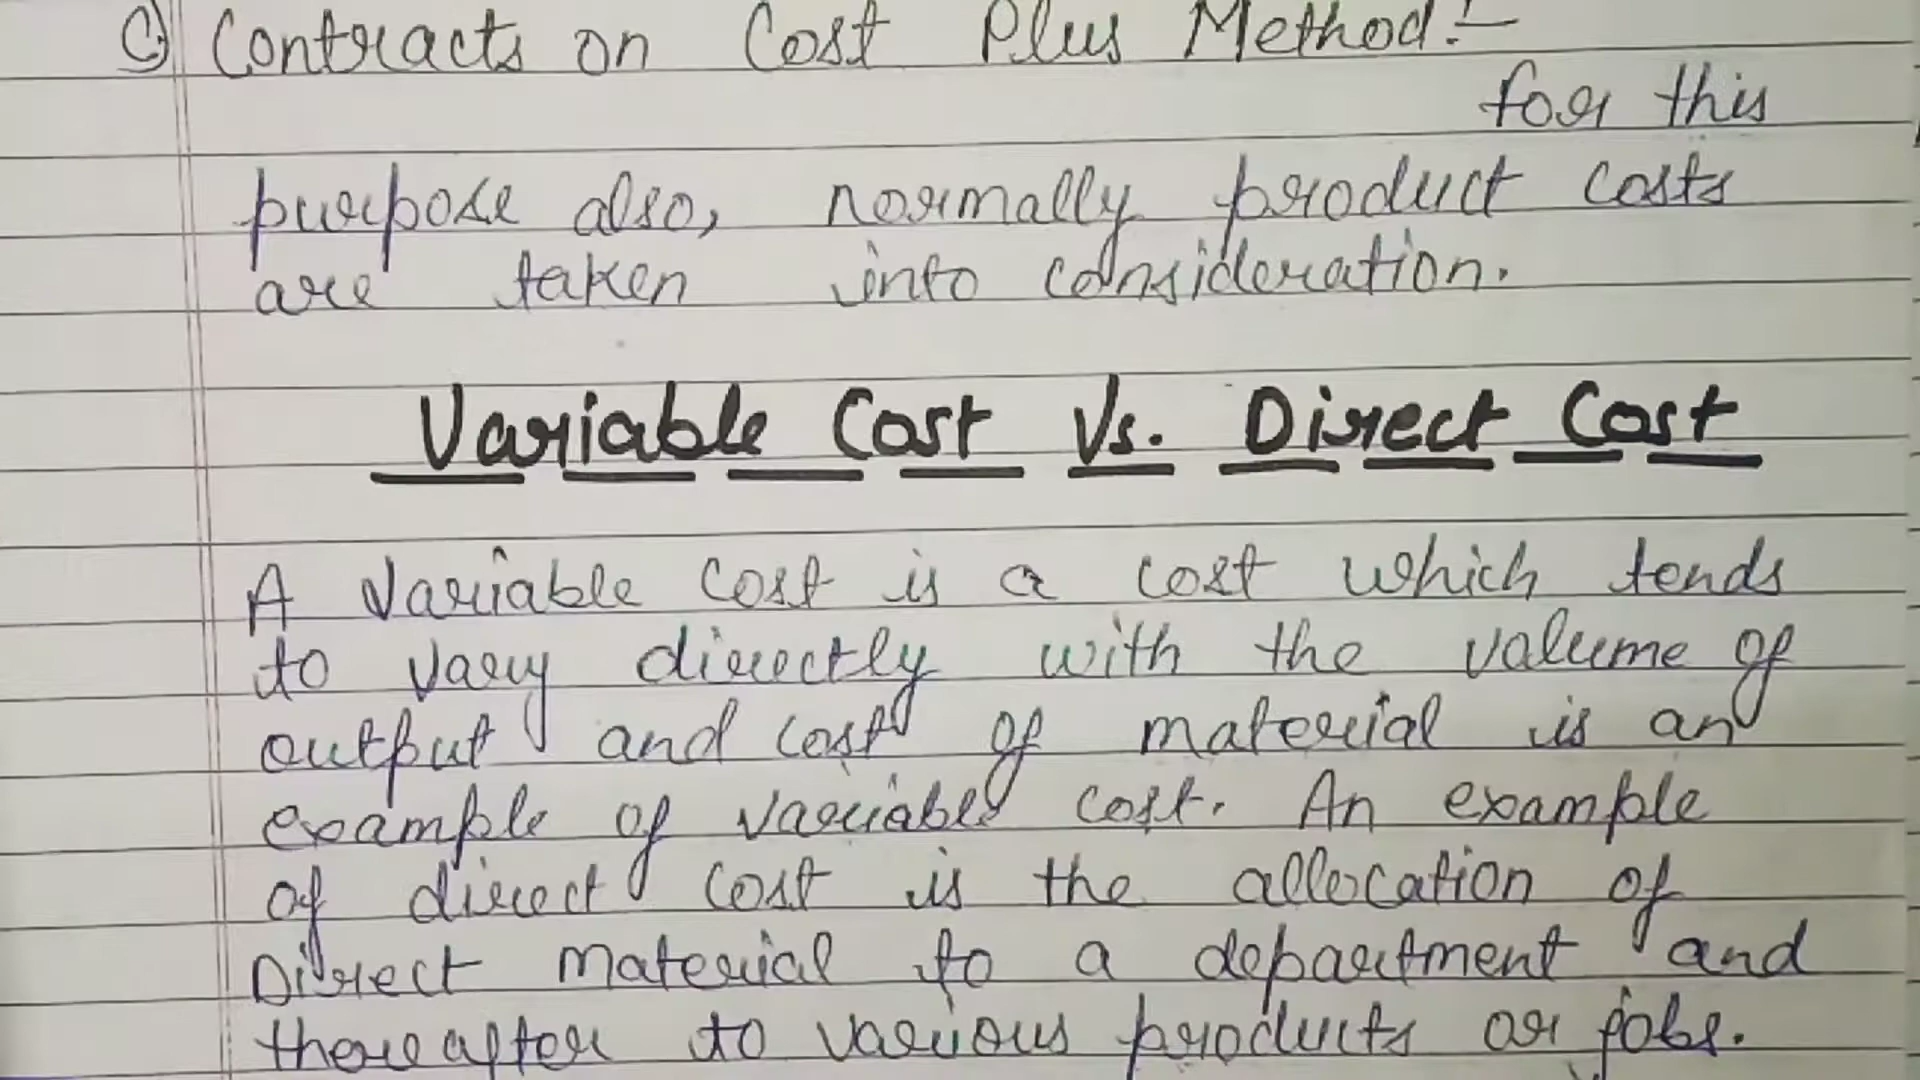 C) Contracts on Cost Plus Method:-
for this
purpose also, normally product costs
are taken into consideration.
Variable Cost Vs. Direct Cost
A Variable cost is a cost which tends
to vary directly with the volume of
output and cost of material is an
example of variable cost. An example
of direct cost is the allocation of
Direct material to a department and
thereafter to various products or jobs.